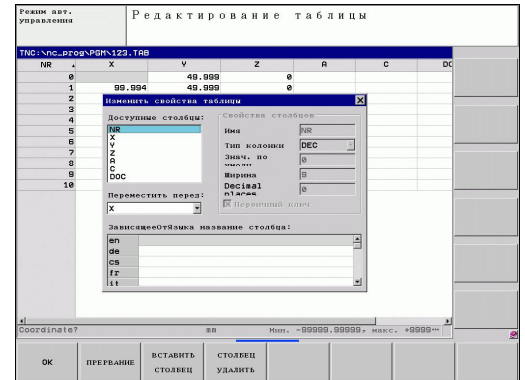 Режим авт. управления
Редактирование таблицы
TNC:\nc_prog\PGM\123.TAB
NR X Y Z A C DO
0 49.999 0
1 99.994 49.999 0
2
3
4
5
6
7
8
9
10
Изменить свойства таблицы
Доступные столбцы:
NR
X
Y
Z
A
C
DOC
Переместить перед:
X
Свойства столбцов
Имя NR
Тип колонки DEC
Знач. по 0
Ширина 9
Decimal places 0
Первичный ключ
ЗависящееОтЯзыка название столбца:
en
de
cs
fr
it
Coordinate? mm Мин. -99999.99999, макс. +9999
OK
ПРЕРВАНИЕ
ВСТАВИТЬ СТОЛБЕЦ
СТОЛБЕЦ УДАЛИТЬ